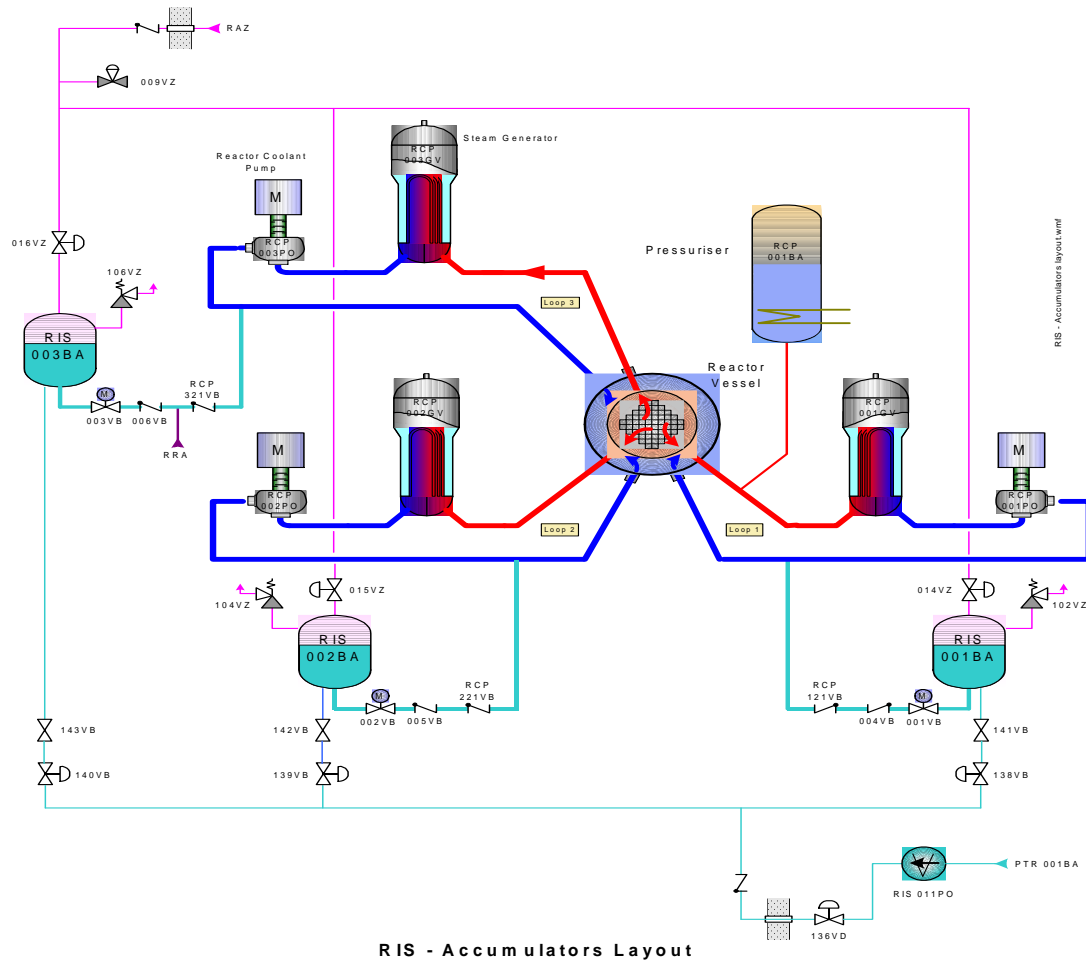 RAZ
009VZ
Steam Generator
RCP
003GV
Reactor Coolant
Pump
M
RCP
003PO
016VZ
106VZ
Pressuriser
RCP
001BA
RIS - Accumulators layout.wmf
Loop 3
RIS
003BA
Reactor
Vessel
M
003VB
006VB
RCP
321VB
RRA
RCP
002GV
RCP
001GV
M
RCP
002PO
M
RCP
001PO
Loop 2
Loop 1
104VZ
015VZ
014VZ
102VZ
RIS
002BA
RIS
001BA
M
002VB
005VB
RCP
221VB
RCP
121VB
004VB
M
001VB
143VB
142VB
141VB
140VB
139VB
138VB
PTR 001BA
RIS 011PO
136VD
RIS - Accumulators Layout